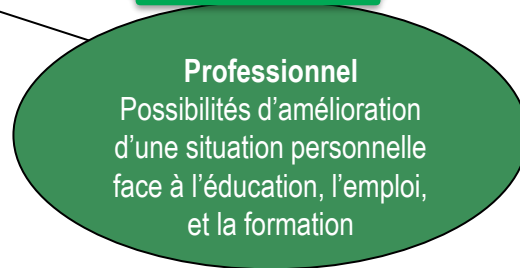 Professionnel
Possibilités d’amélioration
d’une situation personnelle
face à l’éducation, l’emploi,
et la formation